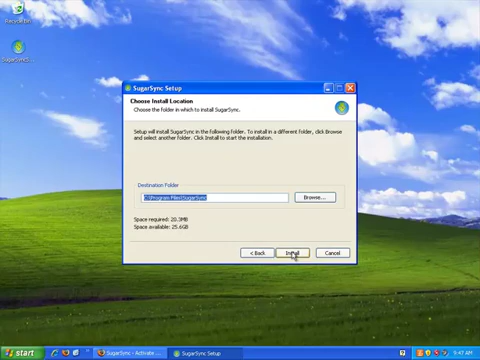 Recycle Bin
SugarSync Setup
Choose Install Location
Choose the folder in which to install SugarSync.
Setup will install SugarSync in the following folder. To install in a different folder, click Browse
and select another folder. Click Install to start the installation.
Destination Folder
C:\Program Files\SugarSync
Browse...
Space required: 20.3MB
Space available: 25.6GB
< Back
Install
Cancel
start
SugarSync - Activate ...
SugarSync Setup
9:47 AM